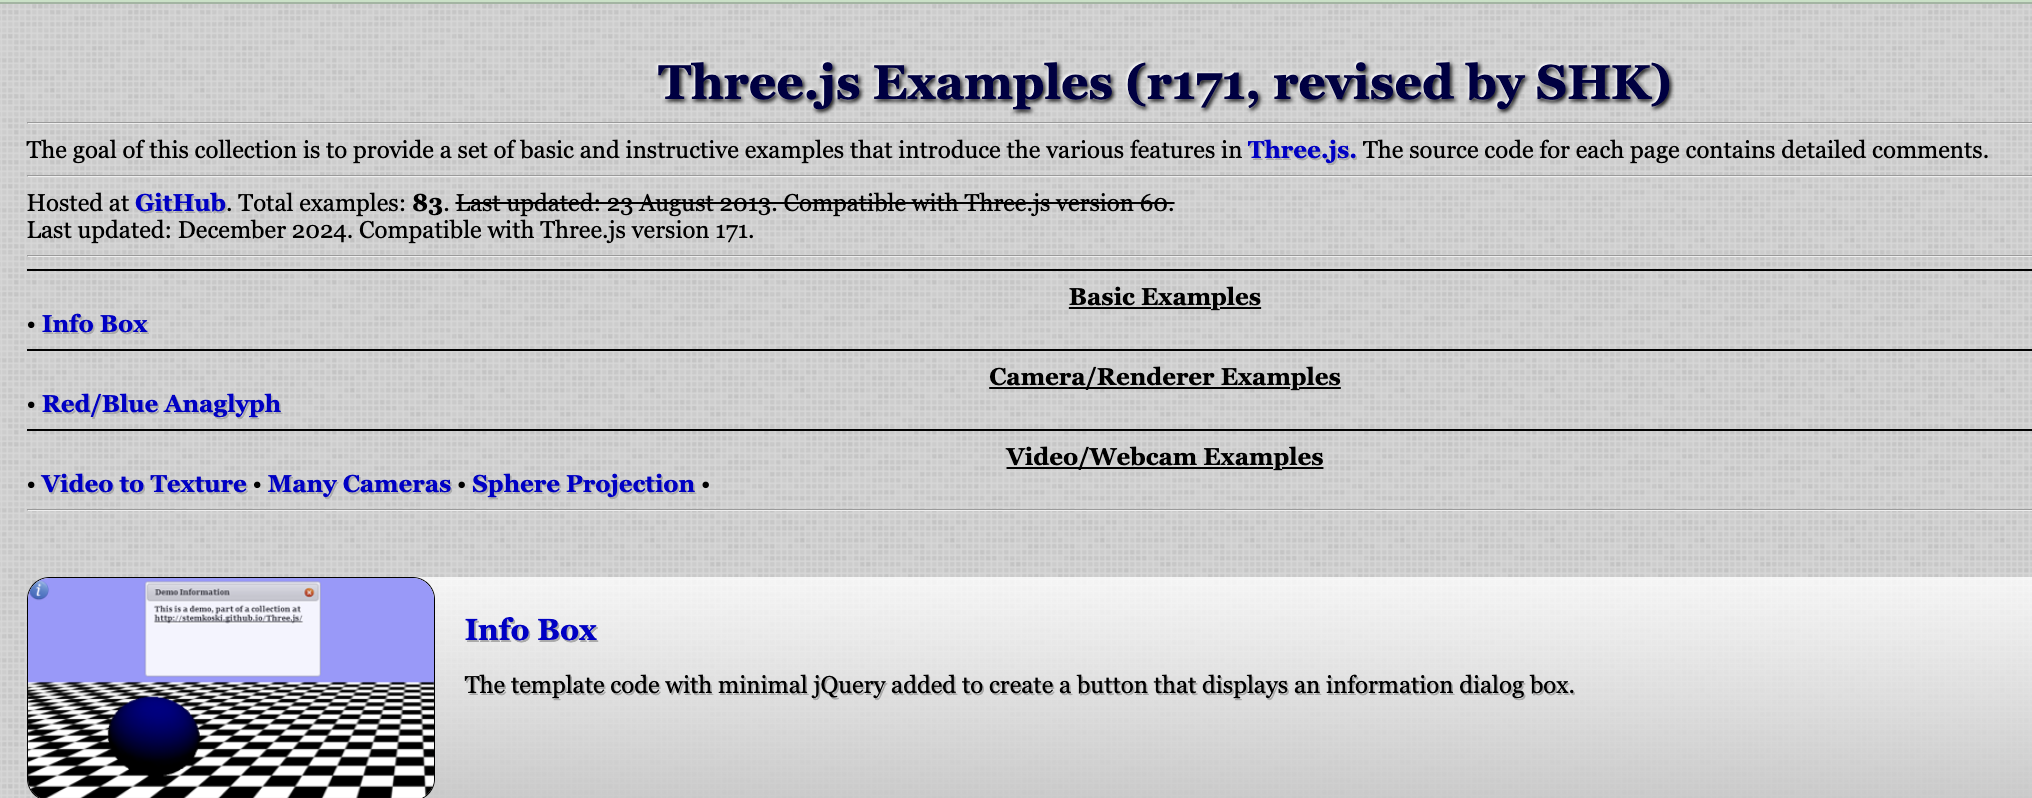 Three.js Examples (r171, revised by SHK)
The goal of this collection is to provide a set of basic and instructive examples that introduce the various features in Three.js. The source code for each page contains detailed comments.
Hosted at GitHub. Total examples: 83. Last updated: 23 August 2013. Compatible with Three.js version 60.
Last updated: December 2024. Compatible with Three.js version 171.
Basic Examples
• Info Box
Camera/Renderer Examples
• Red/Blue Anaglyph
Video/Webcam Examples
• Video to Texture • Many Cameras • Sphere Projection •
i
Demo Information
This is a demo, part of a collection at
http://stemkoski.github.io/Three.js/
Info Box
The template code with minimal jQuery added to create a button that displays an information dialog box.